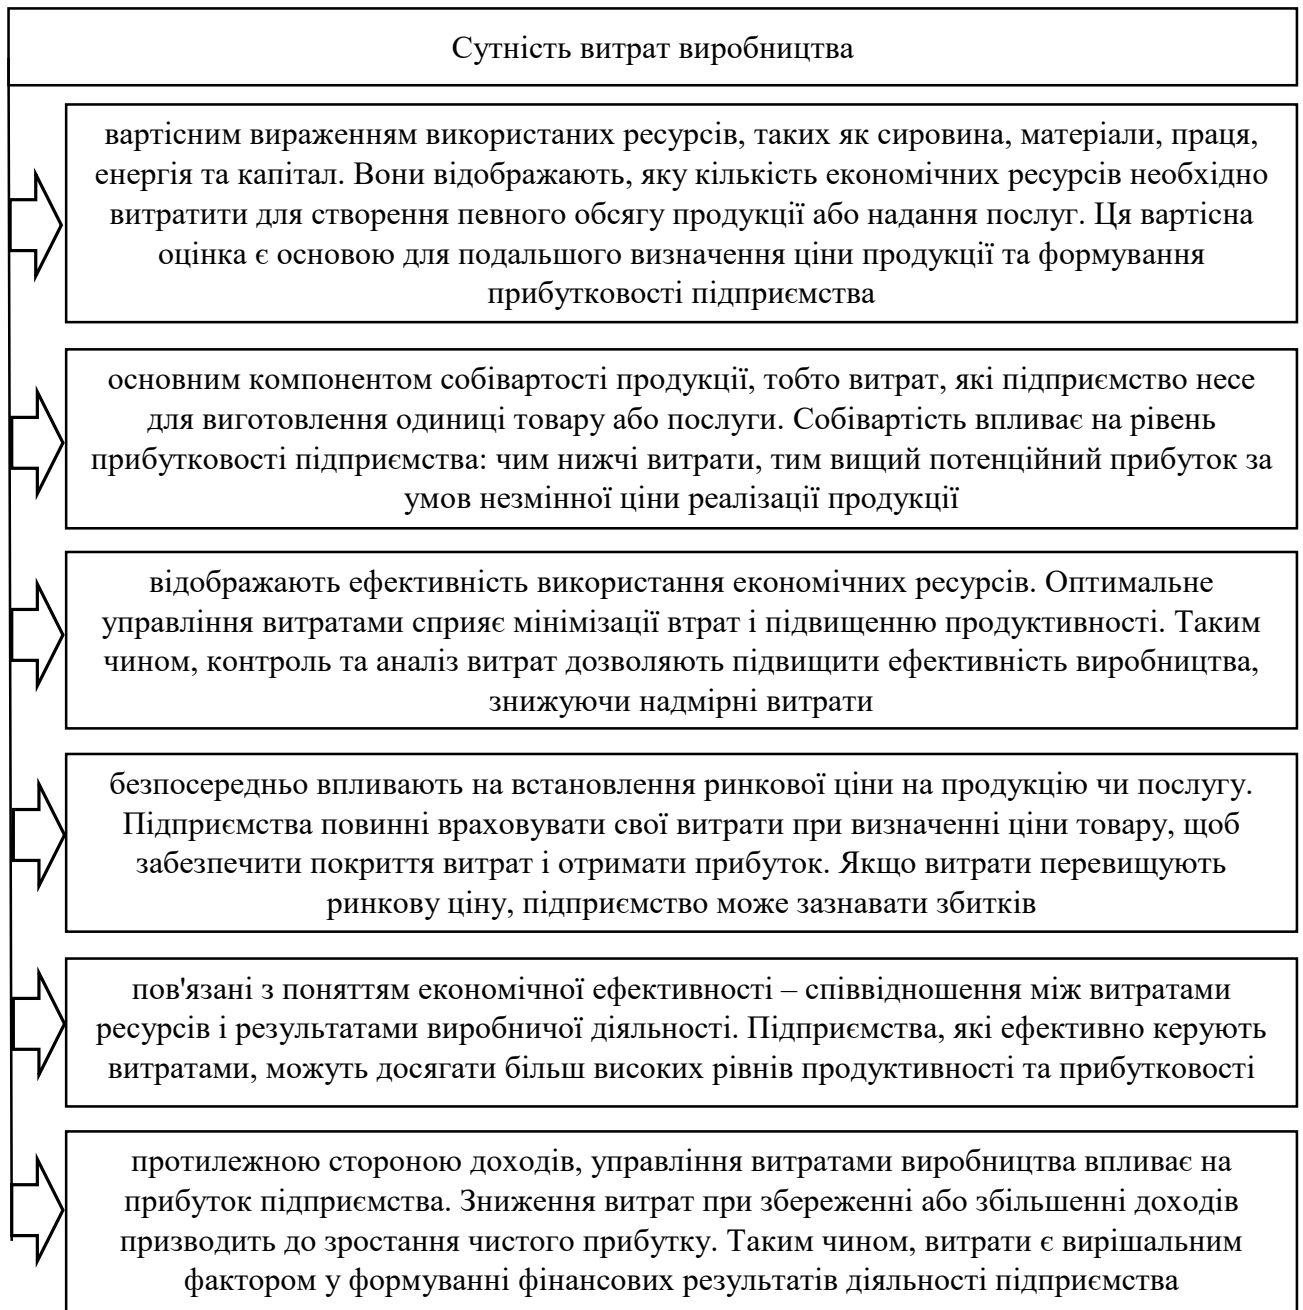 Сутність витрат виробництва
вартісним вираженням використаних ресурсів, таких як сировина, матеріали, праця,
енергія та капітал. Вони відображають, яку кількість економічних ресурсів необхідно
витратити для створення певного обсягу продукції або надання послуг. Ця вартісна
оцінка є основою для подальшого визначення ціни продукції та формування
прибутковості підприємства
основним компонентом собівартості продукції, тобто витрат, які підприємство несе
для виготовлення одиниці товару або послуги. Собівартість впливає на рівень
прибутковості підприємства: чим нижчі витрати, тим вищий потенційний прибуток за
умов незмінної ціни реалізації продукції
відображають ефективність використання економічних ресурсів. Оптимальне
управління витратами сприяє мінімізації втрат і підвищенню продуктивності. Таким
чином, контроль та аналіз витрат дозволяють підвищити ефективність виробництва,
знижуючи надмірні витрати
безпосередньо впливають на встановлення ринкової ціни на продукцію чи послугу.
Підприємства повинні враховувати свої витрати при визначенні ціни товару, щоб
забезпечити покриття витрат і отримати прибуток. Якщо витрати перевищують
ринкову ціну, підприємство може зазнавати збитків
пов'язані з поняттям економічної ефективності – співвідношення між витратами
ресурсів і результатами виробничої діяльності. Підприємства, які ефективно керують
витратами, можуть досягати більш високих рівнів продуктивності та прибутковості
протилежною стороною доходів, управління витратами виробництва впливає на
прибуток підприємства. Зниження витрат при збереженні або збільшенні доходів
призводить до зростання чистого прибутку. Таким чином, витрати є вирішальним
фактором у формуванні фінансових результатів діяльності підприємства